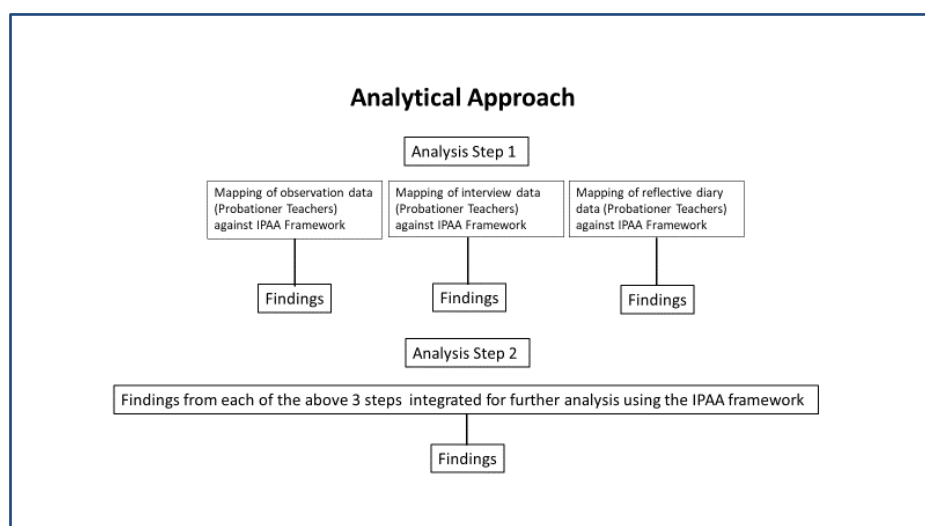 Analytical Approach
Analysis Step 1
Mapping of observation data
(Probationer Teachers)
against IPAA Framework
Mapping of interview data
(Probationer Teachers)
against IPAA Framework
Mapping of reflective diary
data (Probationer Teachers)
against IPAA Framework
Findings
Findings
Findings
Analysis Step 2
Findings from each of the above 3 steps integrated for further analysis using the IPAA framework
Findings